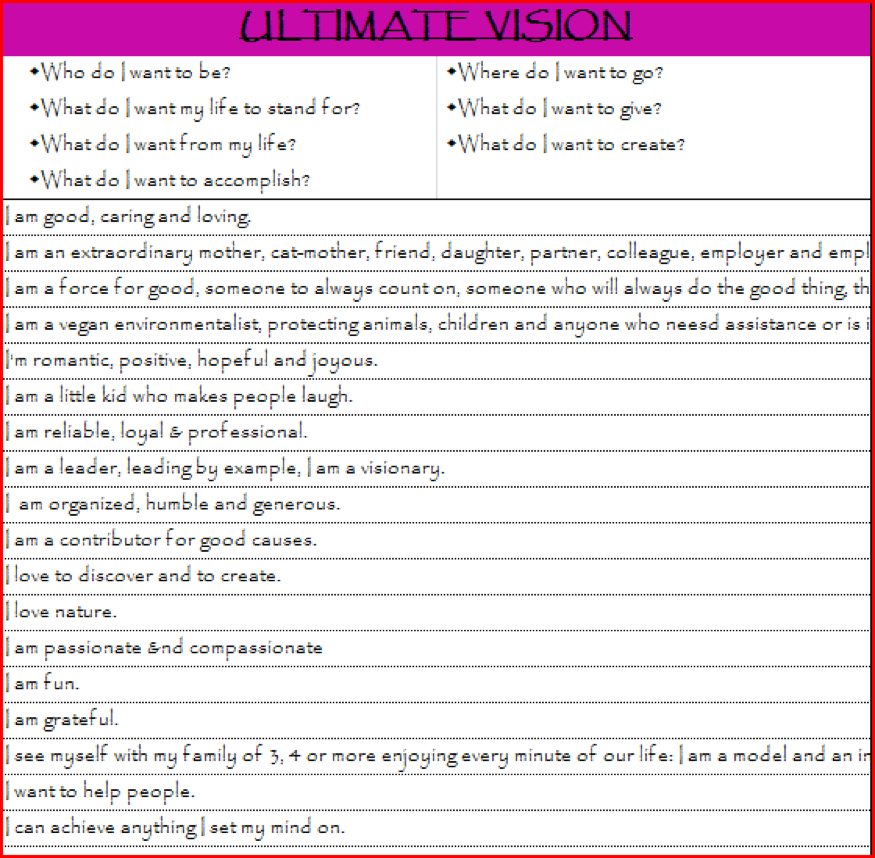 ULTIMATE VISION
✦Who do I want to be?
✦What do I want my life to stand for?
✦What do I want from my life?
✦What do I want to accomplish?
✦Where do I want to go?
✦What do I want to give?
✦What do I want to create?
I am good, caring and loving.
I am an extraordinary mother, cat-mother, friend, daughter, partner, colleague, employer and empl
I am a force for good, someone to always count on, someone who will always do the good thing, th
I am a vegan environmentalist, protecting animals, children and anyone who neesd assistance or is i
I'm romantic, positive, hopeful and joyous.
I am a little kid who makes people laugh.
I am reliable, loyal & professional.
I am a leader, leading by example, I am a visionary.
I  am organized, humble and generous.
I am a contributor for good causes.
I love to discover and to create.
I love nature.
I am passionate &nd compassionate
I am fun.
I am grateful.
I see myself with my family of 3, 4 or more enjoying every minute of our life: I am a model and an in
I want to help people.
I can achieve anything I set my mind on.